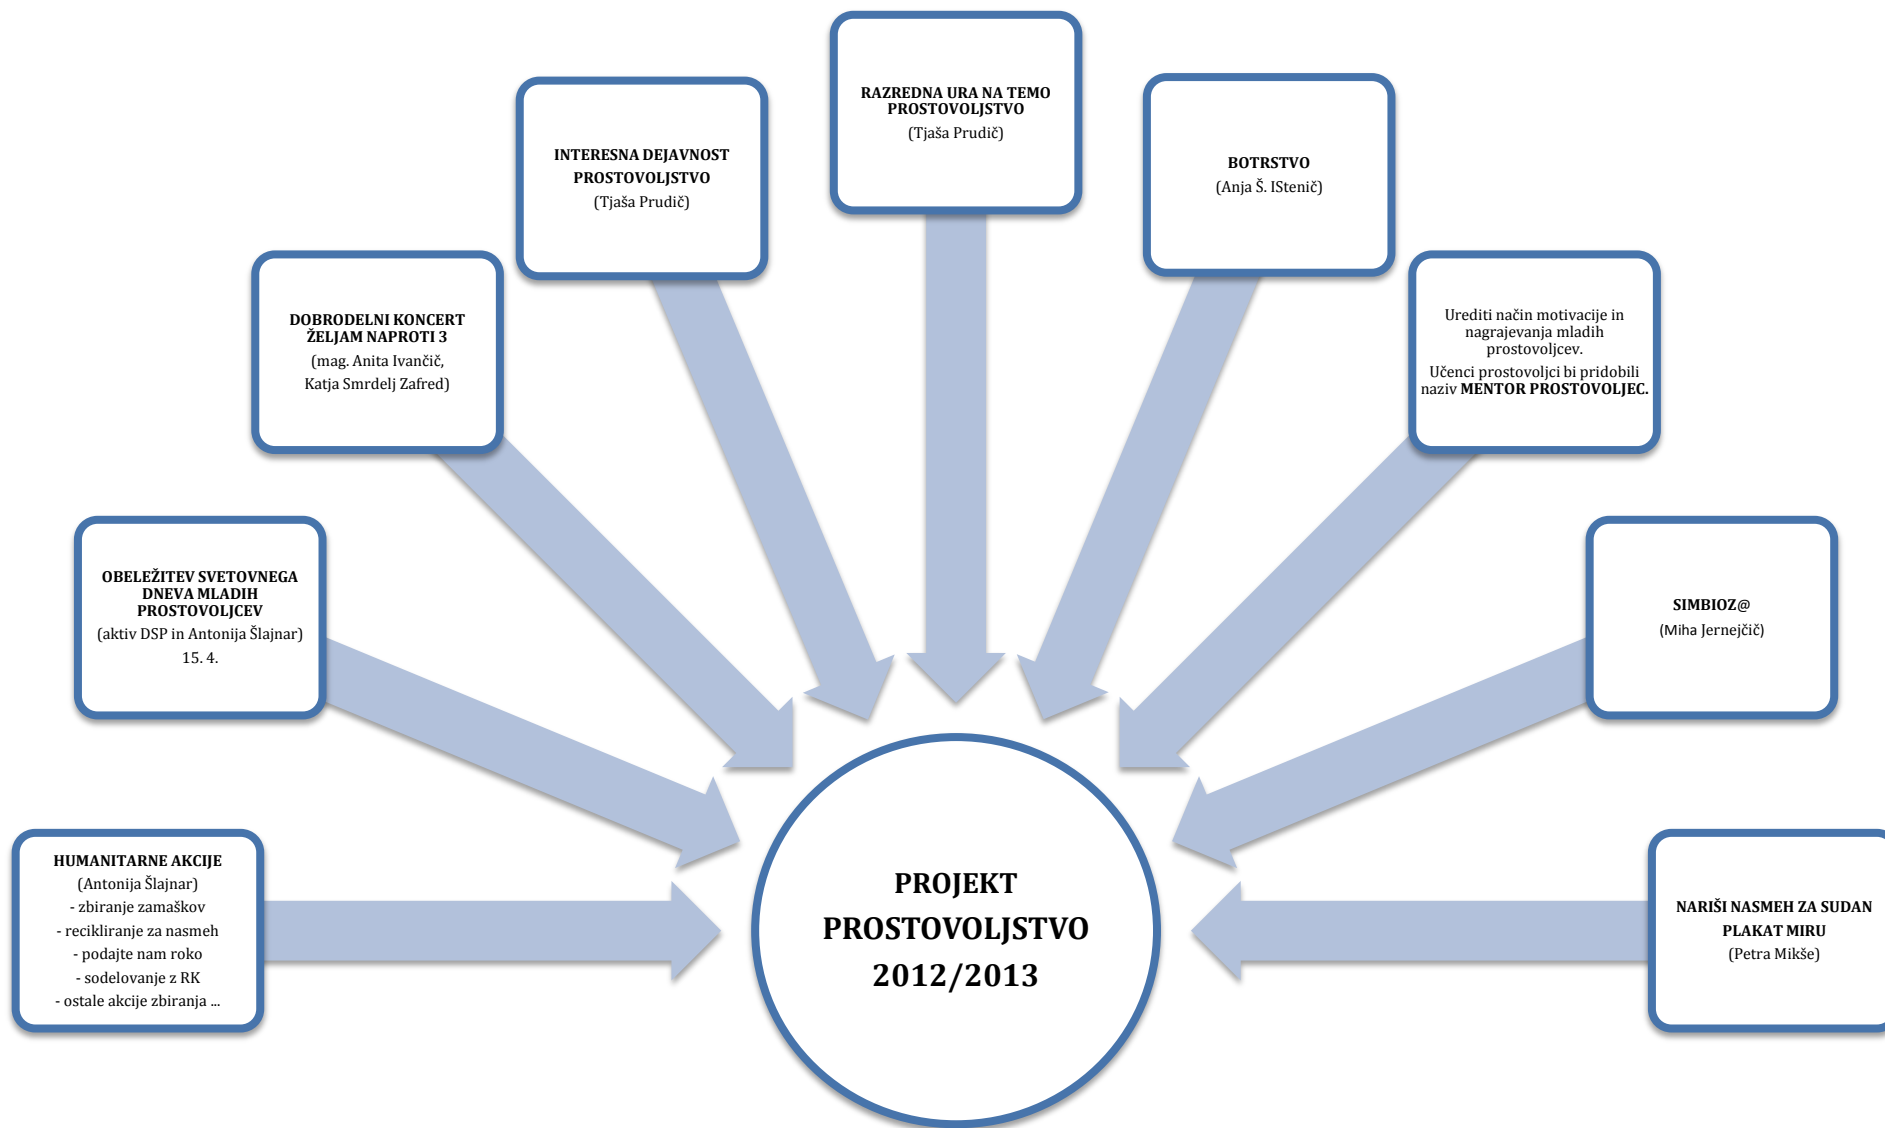 RAZREDNA URA NA TEMO
PROSTOVOLJSTVO
(Tjaša Prudič)
INTERESNA DEJAVNOST
PROSTOVOLJSTVO
(Tjaša Prudič)
BOTRSTVO
(Anja Š. IStenič)
DOBRODELNI KONCERT
ŽELJAM NAPROTI 3
(mag. Anita Ivančič,
Katja Smrdelj Zafred)
Urediti način motivacije in
nagrajevanja mladih
prostovoljcev.
Učenci prostovoljci bi pridobili
naziv MENTOR PROSTOVOLJEC.
OBELEŽITEV SVETOVNEGA
DNEVA MLADIH
PROSTOVOLJCEV
(aktiv DSP in Antonija Šlajnar)
15. 4.
SIMBIOZ@
(Miha Jernejčič)
HUMANITARNE AKCIJE
(Antonija Šlajnar)
- zbiranje zamaškov
- recikliranje za nasmeh
- podajte nam roko
- sodelovanje z RK
- ostale akcije zbiranja ...
PROJEKT
PROSTOVOLJSTVO
2012/2013
NARIŠI NASMEH ZA SUDAN
PLAKAT MIRU
(Petra Mikše)